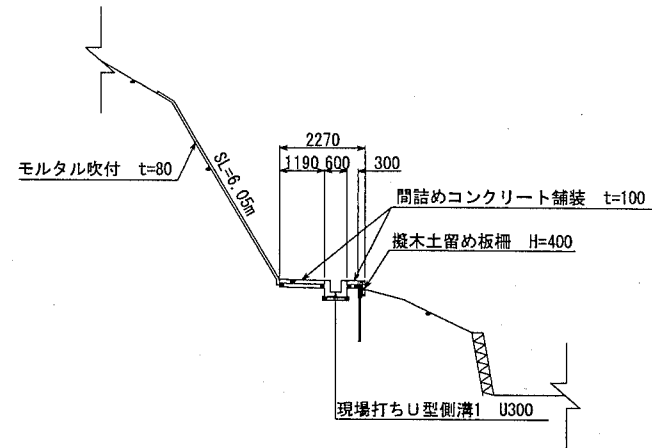 2270
1190 600 300
モルタル吹付 t=80
SL=6.05m
間詰めコンクリート舗装 t=100
擬木土留め板柵 H=400
現場打ちU型側溝1 U300